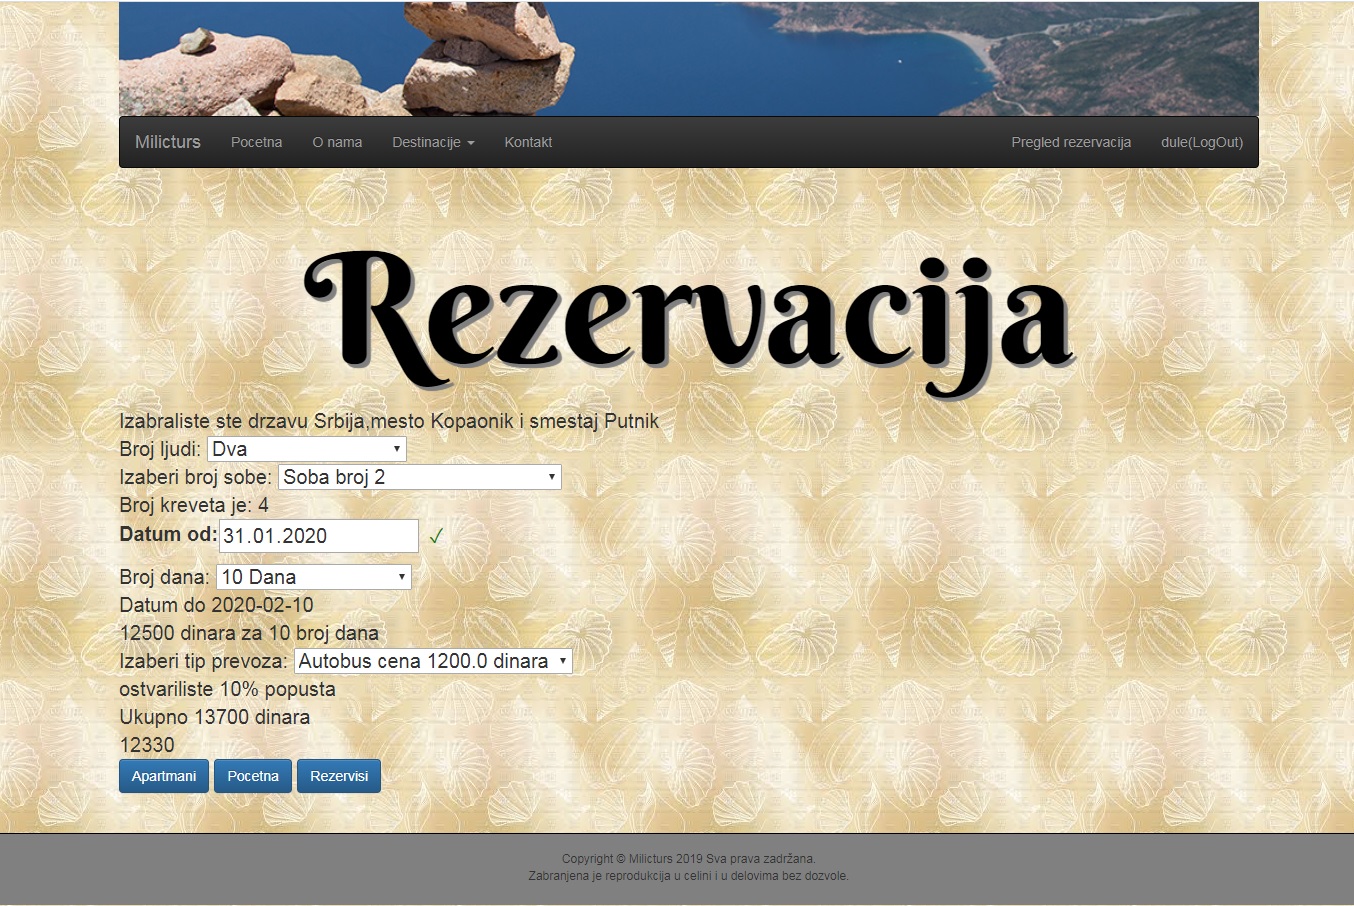 Milicturs Pocetna O nama Destinacije Kontakt Pregled rezervacija dule(LogOut)
Rezervacija
Izabraliste ste drzavu Srbija,mesto Kopaonik i smestaj Putnik
Broj ljudi: Dva
Izaberi broj sobe: Soba broj 2
Broj kreveta je: 4
Datum od: 31.01.2020 ✓
Broj dana: 10 Dana
Datum do 2020-02-10
12500 dinara za 10 broj dana
Izaberi tip prevoza: Autobus cena 1200.0 dinara
ostvariliste 10% popusta
Ukupno 13700 dinara
12330
Apartmani Pocetna Rezervisi
Copyright © Milicturs 2019 Sva prava zadržana.
Zabranjena je reprodukcija u celini i u delovima bez dozvole.